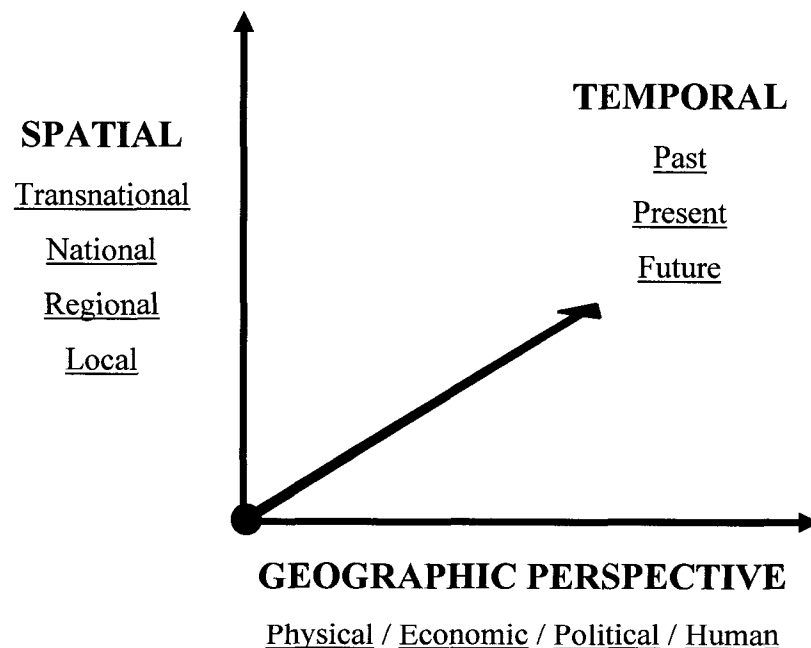 SPATIAL
Transnational
National
Regional
Local
TEMPORAL
Past
Present
Future
GEOGRAPHIC PERSPECTIVE
Physical / Economic / Political / Human